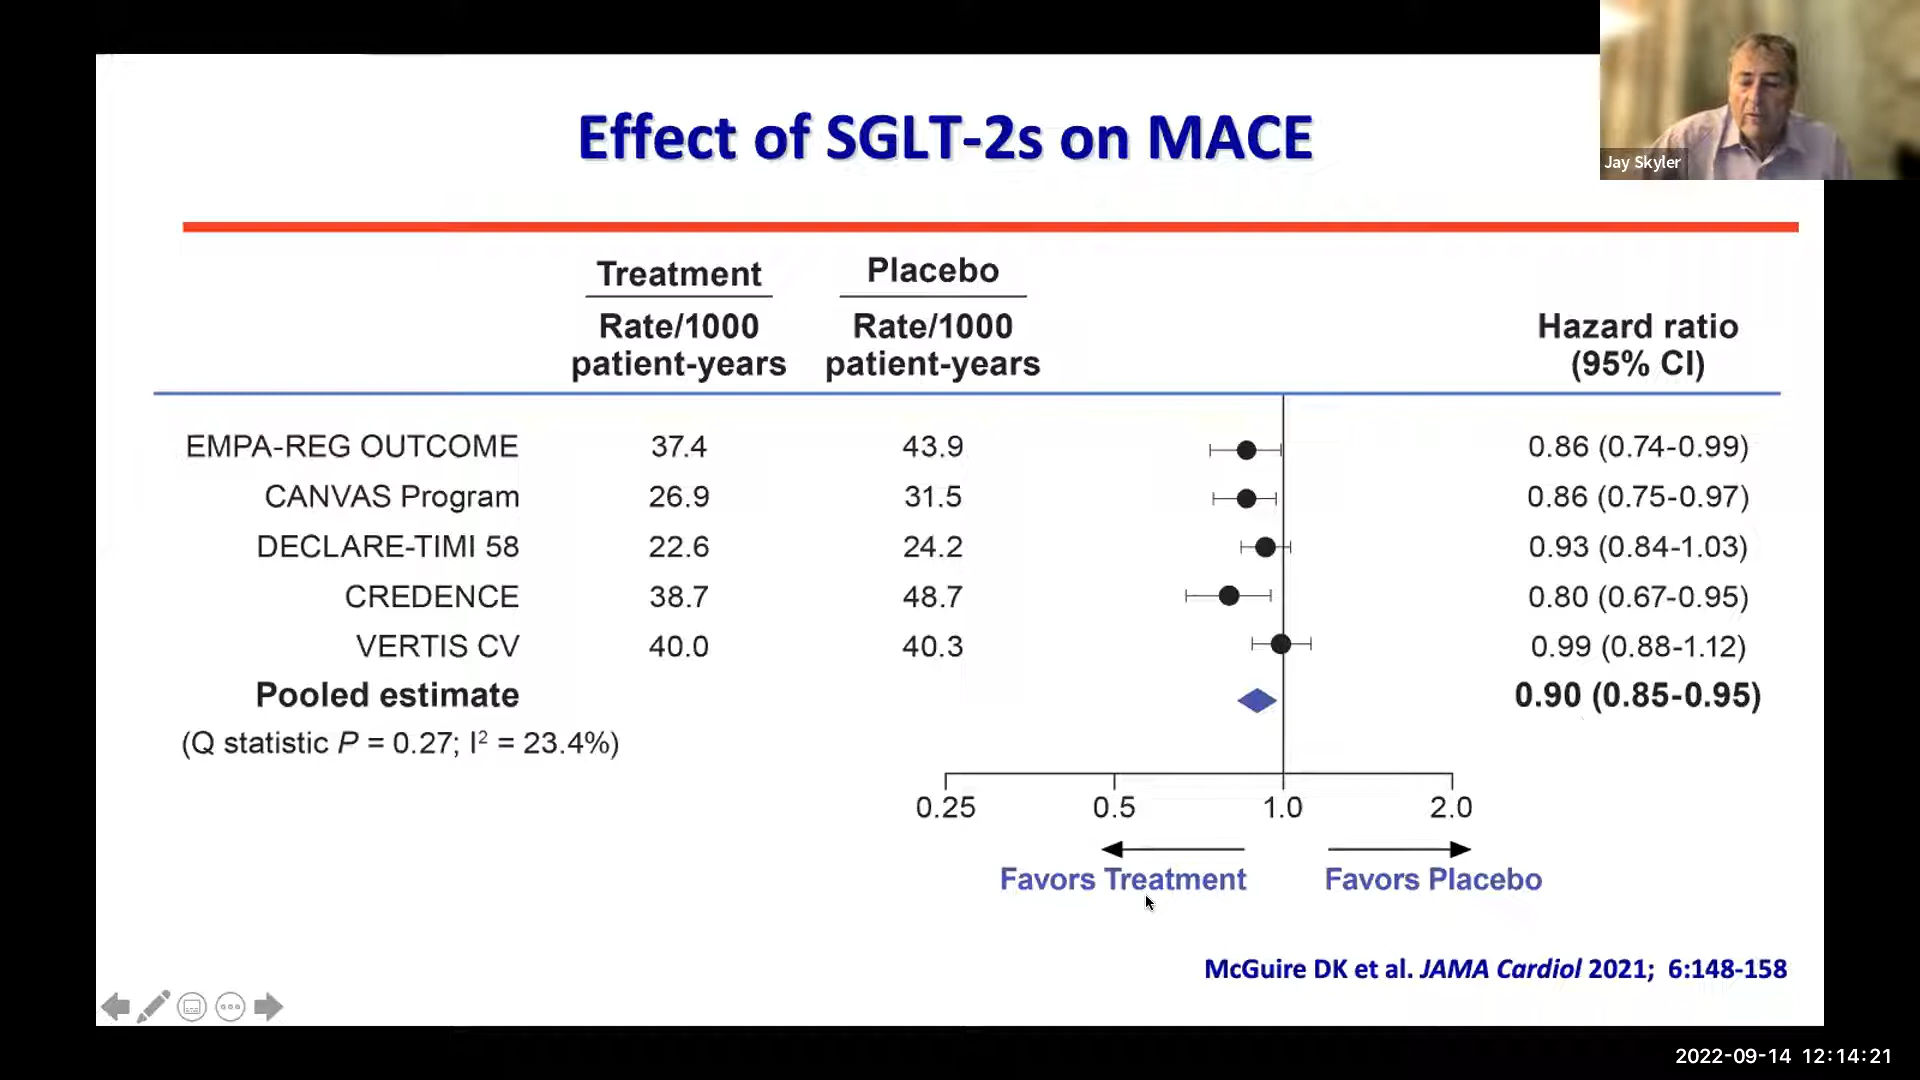 Effect of SGLT-2s on MACE
Jay Skyler
Treatment Placebo
Rate/1000 patient-years Rate/1000 patient-years Hazard ratio (95% CI)
EMPA-REG OUTCOME 37.4 43.9 0.86 (0.74-0.99)
CANVAS Program 26.9 31.5 0.86 (0.75-0.97)
DECLARE-TIMI 58 22.6 24.2 0.93 (0.84-1.03)
CREDENCE 38.7 48.7 0.80 (0.67-0.95)
VERTIS CV 40.0 40.3 0.99 (0.88-1.12)
Pooled estimate 0.90 (0.85-0.95)
(Q statistic P = 0.27; I² = 23.4%)
0.25 0.5 1.0 2.0
Favors Treatment Favors Placebo
McGuire DK et al. JAMA Cardiol 2021; 6:148-158
2022-09-14 12:14:21